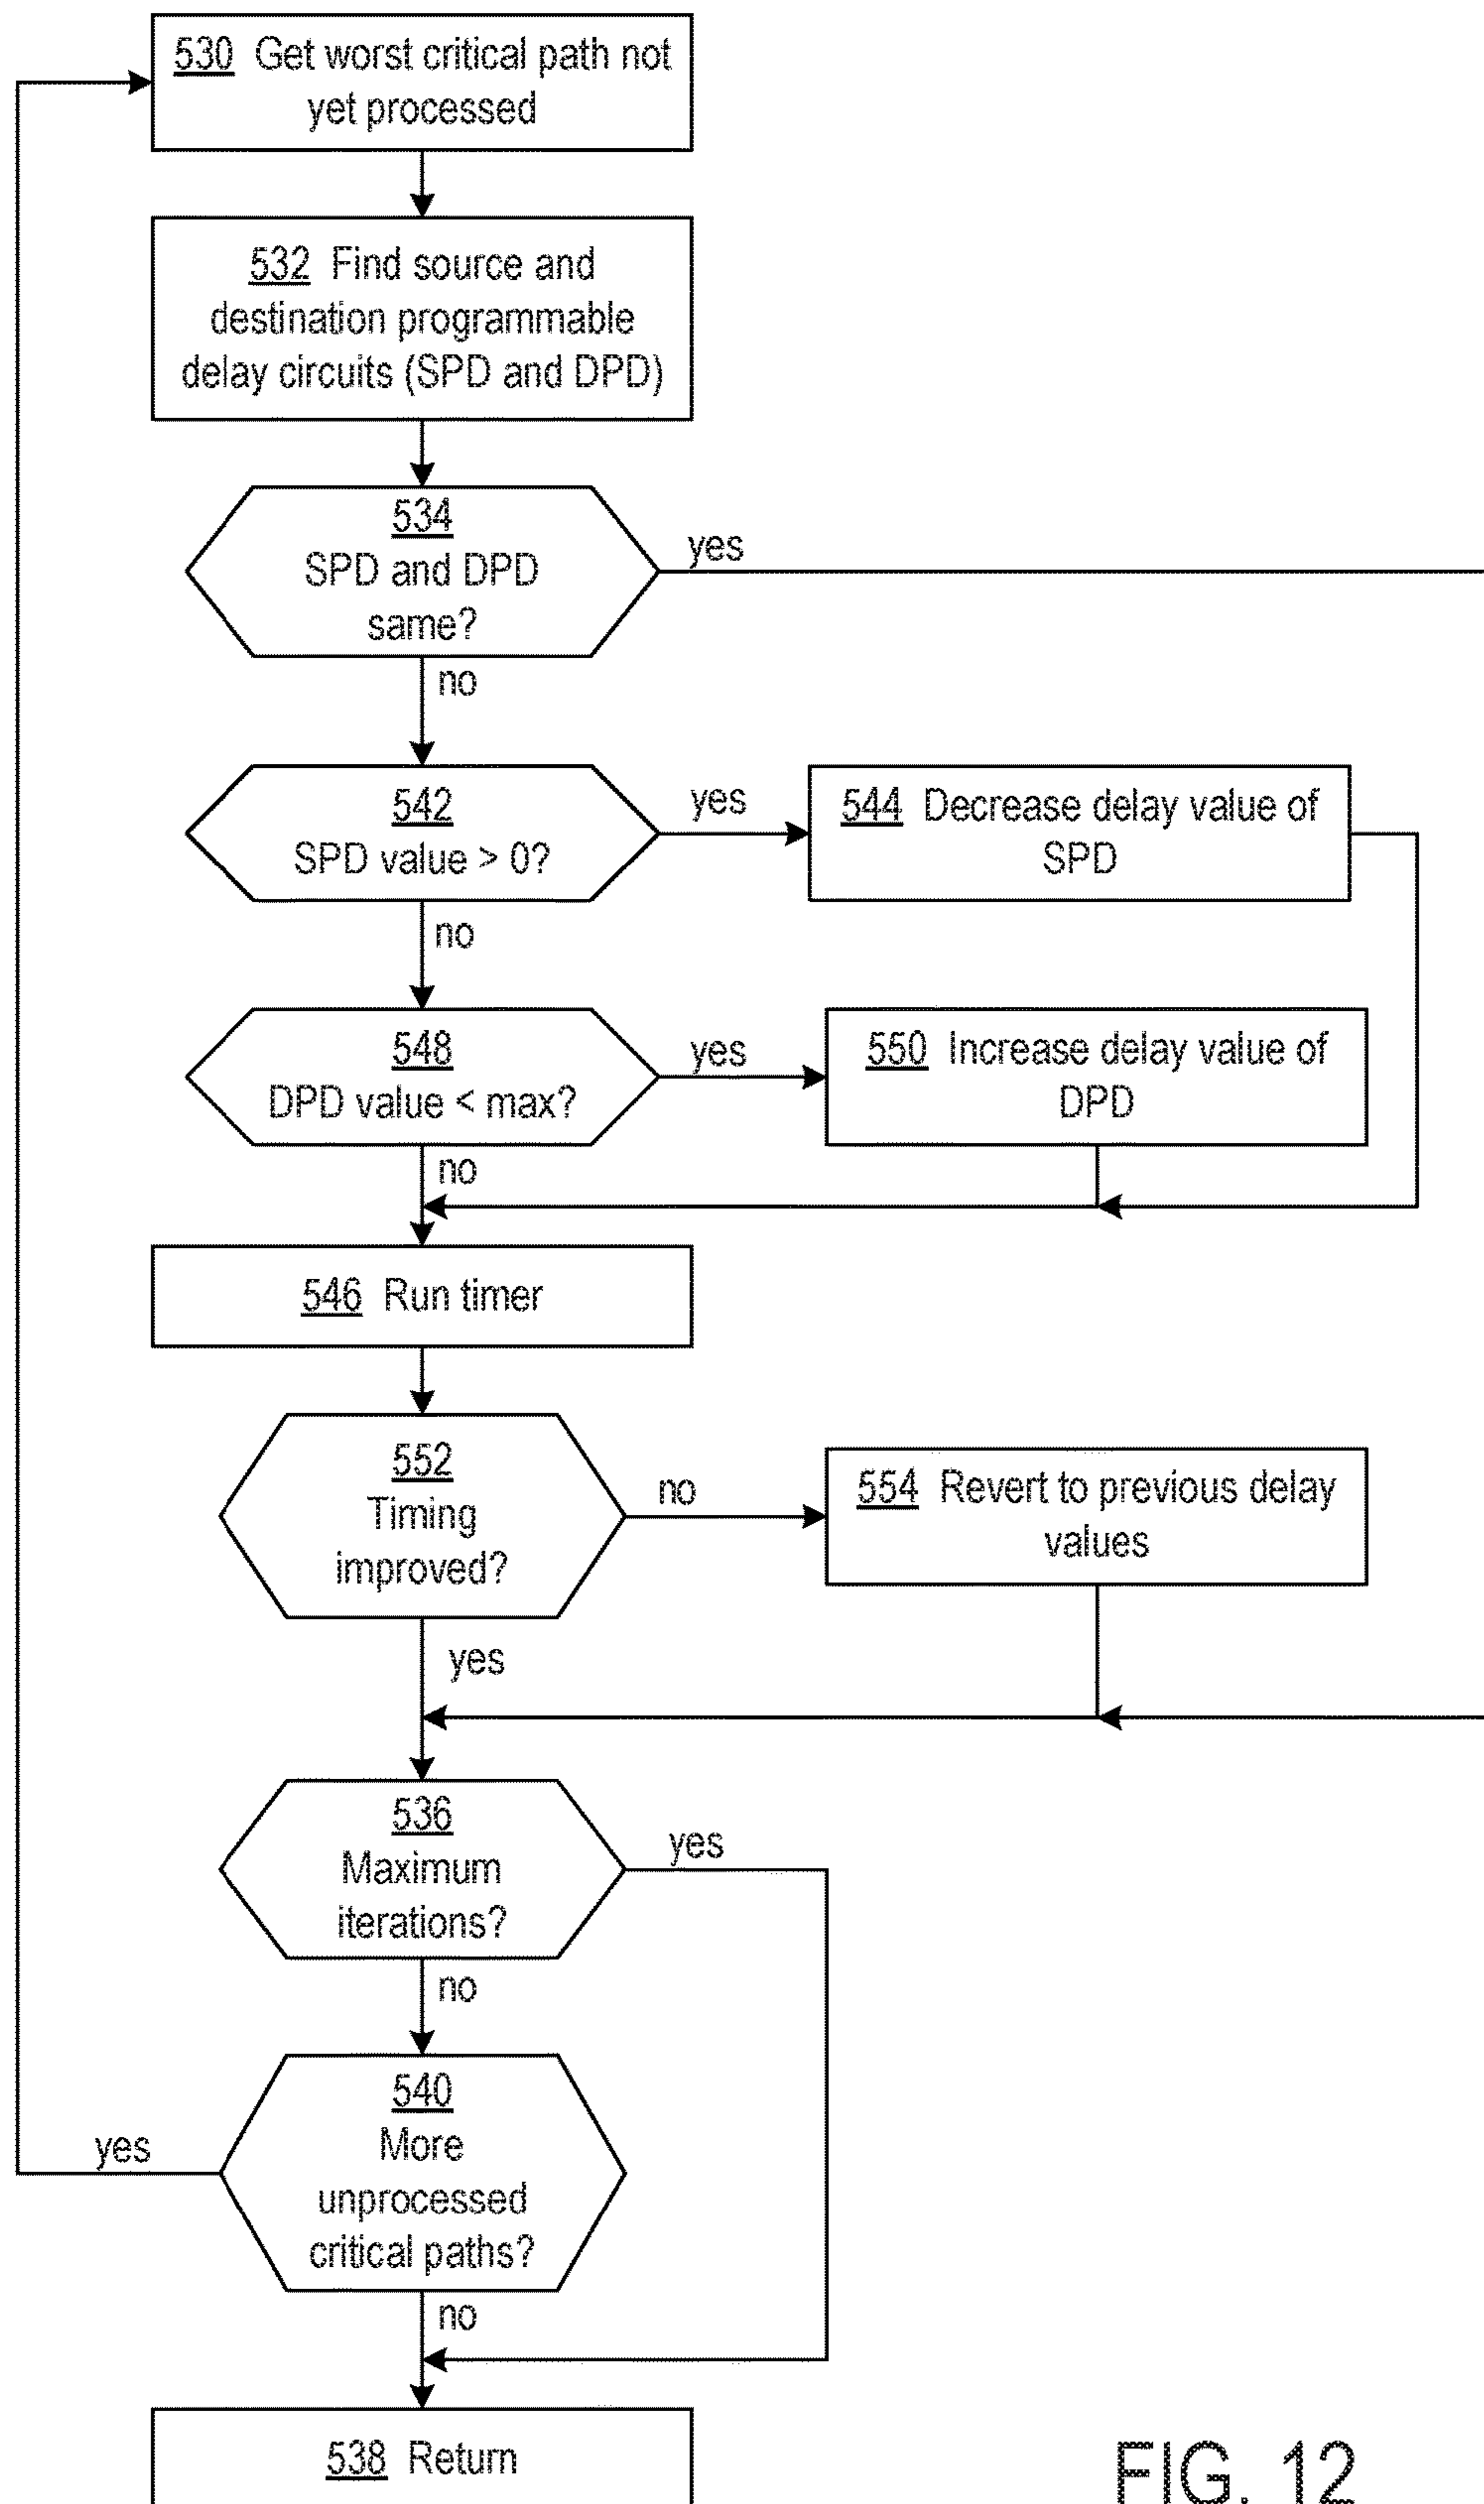 530 Get worst critical path not
yet processed
532 Find source and
destination programmable
delay circuits (SPD and DPD)
534
SPD and DPD
same?
yes
no
542
SPD value > 0?
yes
544 Decrease delay value of
SPD
no
548
DPD value < max?
yes
550 Increase delay value of
DPD
no
546 Run timer
552
Timing
improved?
no
554 Revert to previous delay
values
yes
536
Maximum
iterations?
yes
no
540
More
unprocessed
critical paths?
yes
no
538 Return
FIG. 12